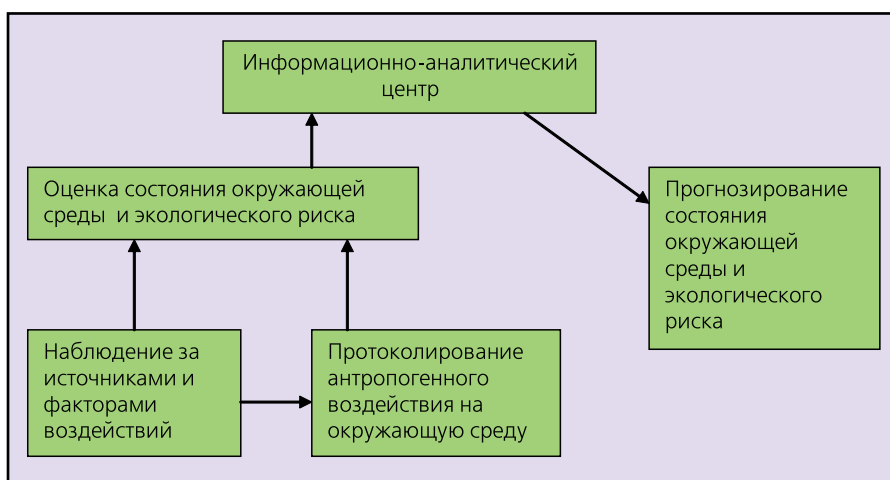 Информационно-аналитический
центр
Оценка состояния окружающей
среды и экологического риска
Прогнозирование
состояния
окружающей
среды и
экологического
риска
Наблюдение за
источниками и
факторами
воздействий
Протоколирование
антропогенного
воздействия на
окружающую среду